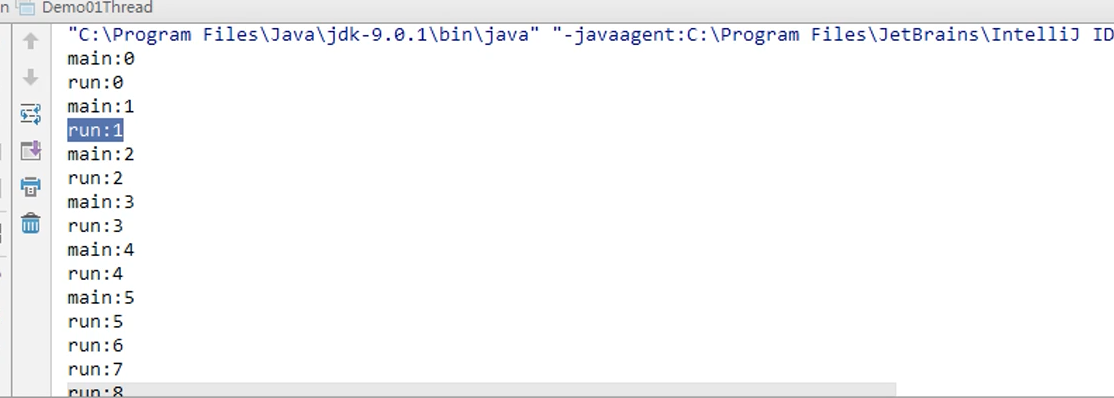 n Demo01Thread
"C:\Program Files\Java\jdk-9.0.1\bin\java" "-javaagent:C:\Program Files\JetBrains\IntelliJ ID
main:0
run:0
main:1
run:1
main:2
run:2
main:3
run:3
main:4
run:4
main:5
run:5
run:6
run:7
run:8